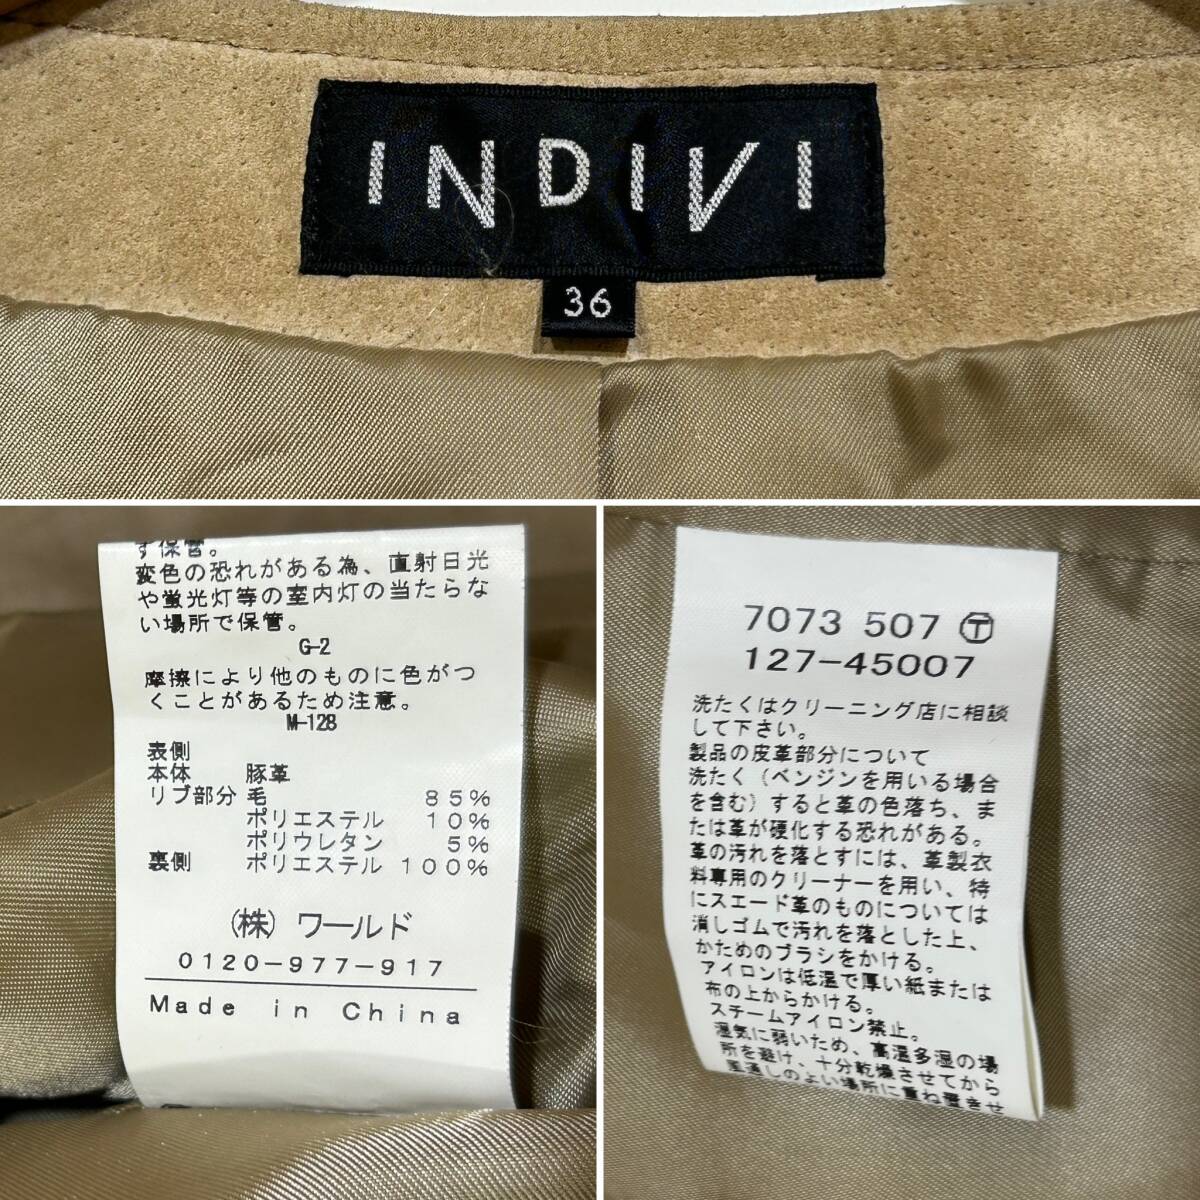 INDIVI
36
す保管。
変色の恐れがある為、直射日光
や蛍光灯等の室内灯の当たらな
い場所で保管。
G-2
摩擦により他のものに色がつ
くことがあるため注意。
M-128
表側
本体 豚革
リブ部分 毛 85%
ポリエステル 10%
ポリウレタン 5%
裏側 ポリエステル 100%
(株) ワールド
0120-977-917
Made in China
7073 507 Ⓣ
127-45007
洗たくはクリーニング店に相談
して下さい。
製品の皮革部分について
洗たく (ベンジンを用いる場合
を含む) すると革の色落ち、ま
たは革が硬化する恐れがある。
革の汚れを落とすには、革製衣
料専用のクリーナーを用い、特
にスエード革のものについては
消しゴムで汚れを落とした上、
かためのブラシをかける。
アイロンは低温で厚い紙または
布の上からかける。
スチームアイロン禁止。
湿気に弱いため、高温多湿の場
所を避け、十分乾燥させてから
風通しのよい場所に重ね置きせ